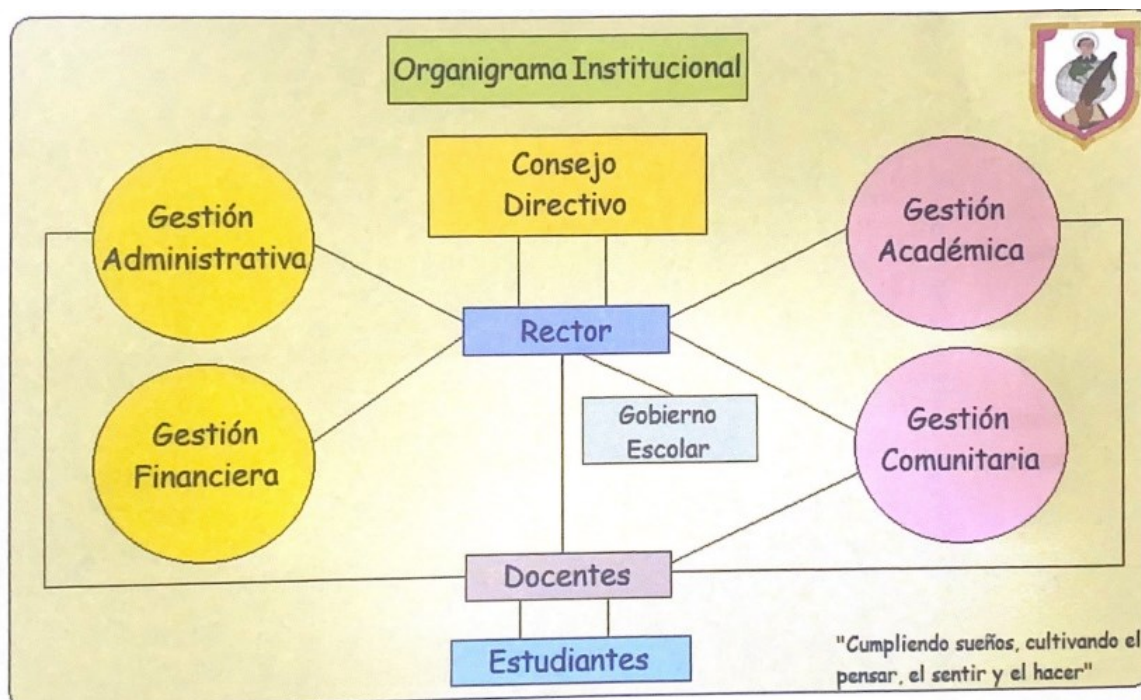 Organigrama Institucional
Consejo
Directivo
Gestión
Administrativa
Gestión
Académica
Rector
Gobierno
Escolar
Gestión
Financiera
Gestión
Comunitaria
Docentes
Estudiantes
"Cumpliendo sueños, cultivando el
pensar, el sentir y el hacer"